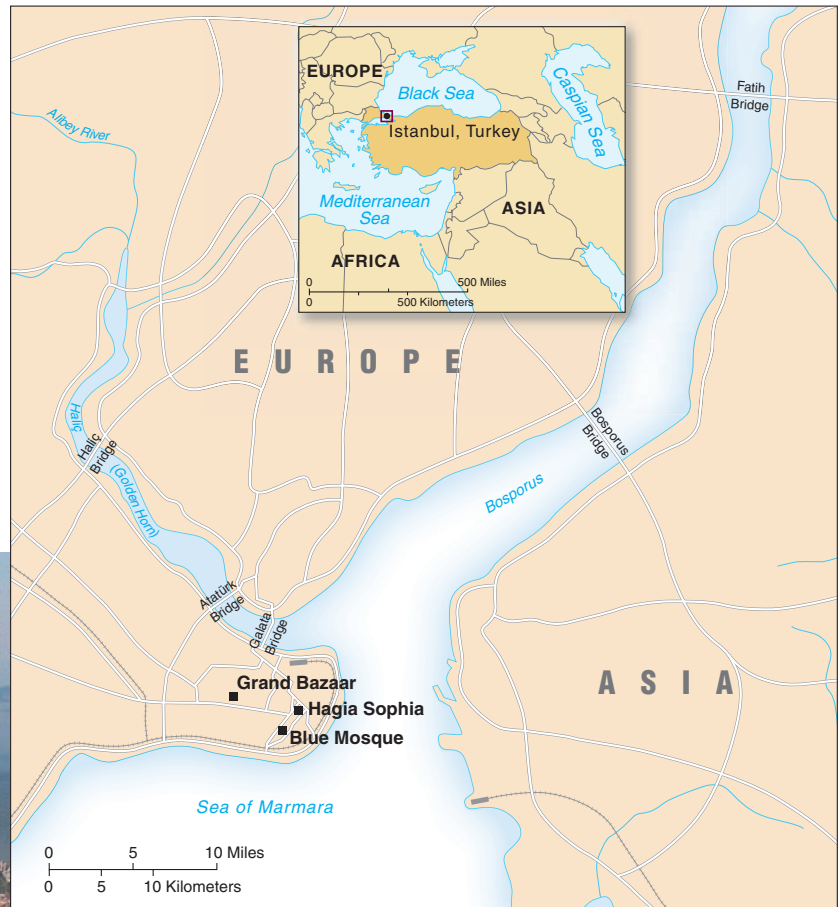 EUROPE
Black Sea
Caspian Sea
Istanbul, Turkey
Mediterranean
Sea
ASIA
AFRICA
0 500 Miles
0 500 Kilometers
Fatih
Bridge
Alibey River
EUROPE
Haliç
Haliç
Bridge
(Golden Horn)
Bosporus
Bridge
Bosporus
Atatürk
Bridge
Galata
Bridge
Grand Bazaar
Hagia Sophia
Blue Mosque
ASIA
Sea of Marmara
0 5 10 Miles
0 5 10 Kilometers